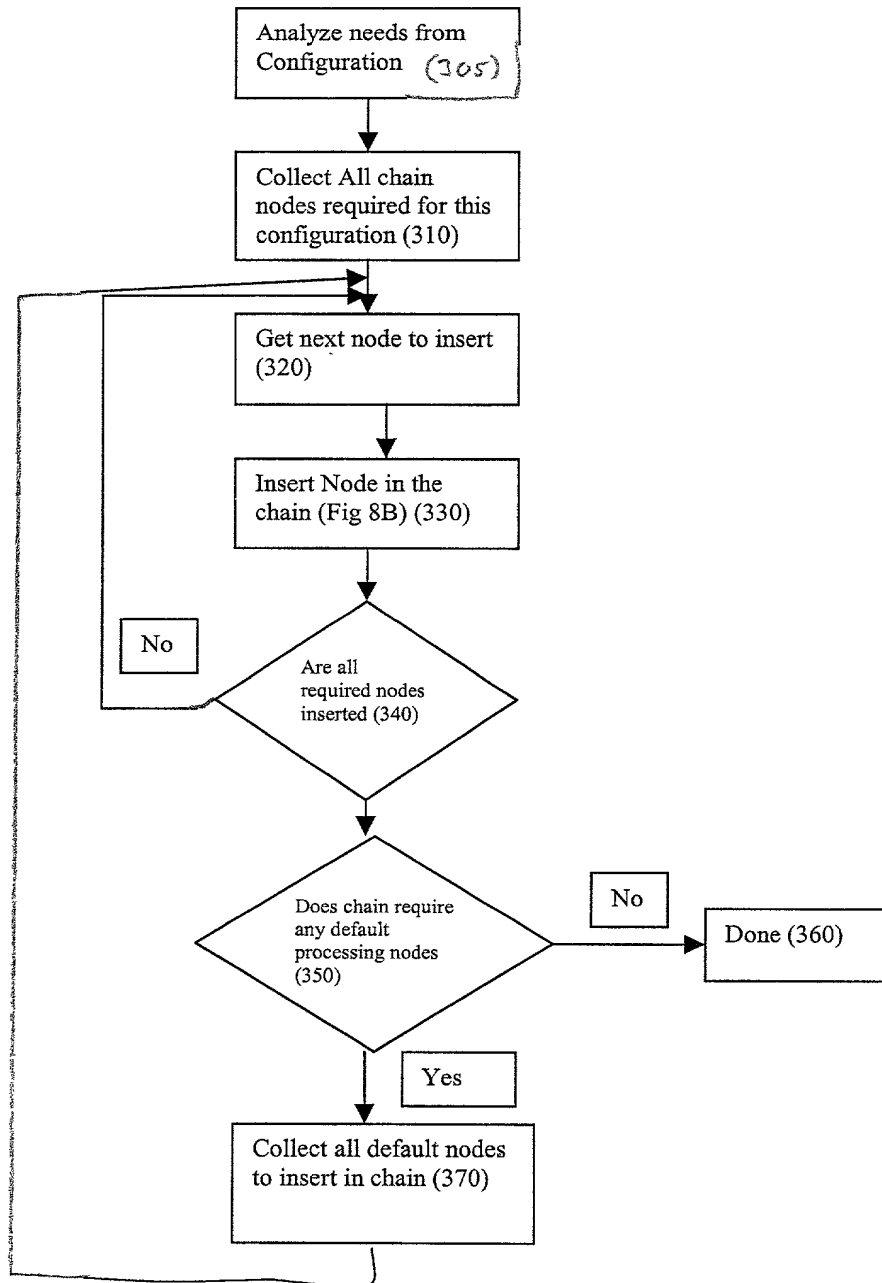 Analyze needs from
Configuration (305)
Collect All chain
nodes required for this
configuration (310)
Get next node to insert
(320)
Insert Node in the
chain (Fig 8B) (330)
No
Are all
required nodes
inserted (340)
No
Does chain require
any default
processing nodes
(350)
Done (360)
Yes
Collect all default nodes
to insert in chain (370)